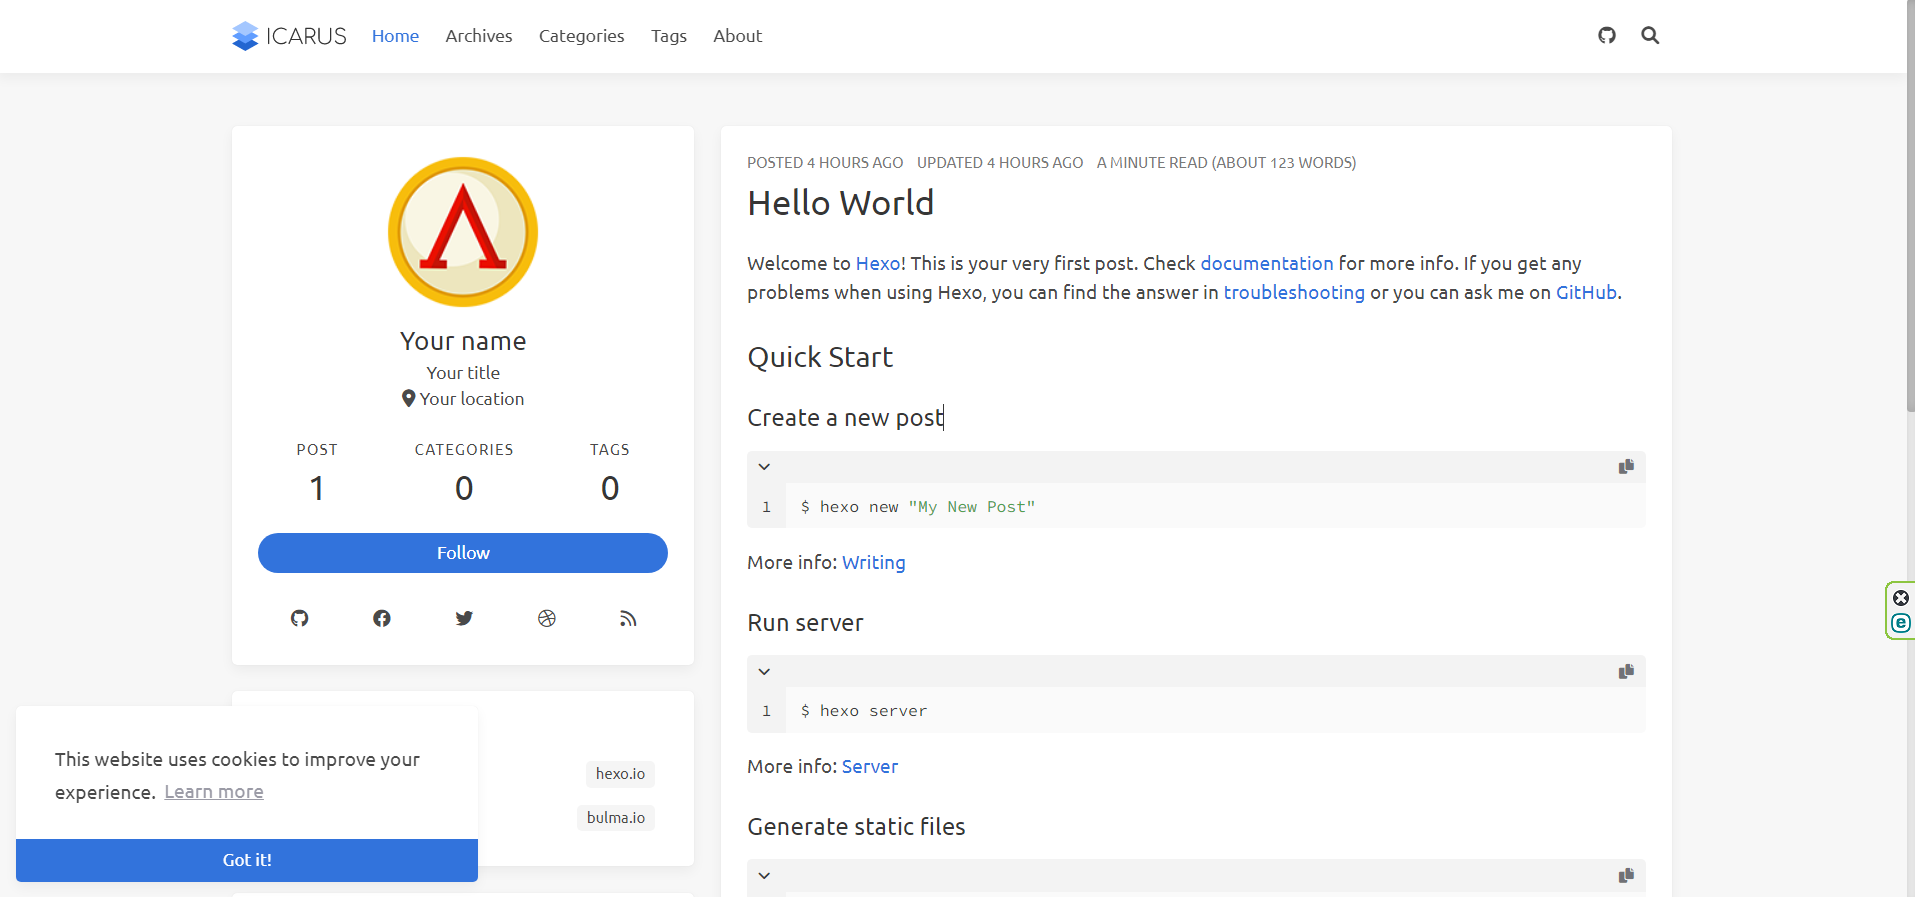 ICARUS Home Archives Categories Tags About
Your name
Your title
Your location
POST CATEGORIES TAGS
1 0 0
Follow
hexo.io
bulma.io
This website uses cookies to improve your
experience. Learn more
Got it!
POSTED 4 HOURS AGO UPDATED 4 HOURS AGO A MINUTE READ (ABOUT 123 WORDS)
Hello World
Welcome to Hexo! This is your very first post. Check documentation for more info. If you get any
problems when using Hexo, you can find the answer in troubleshooting or you can ask me on GitHub.
Quick Start
Create a new post
1 $ hexo new "My New Post"
More info: Writing
Run server
1 $ hexo server
More info: Server
Generate static files